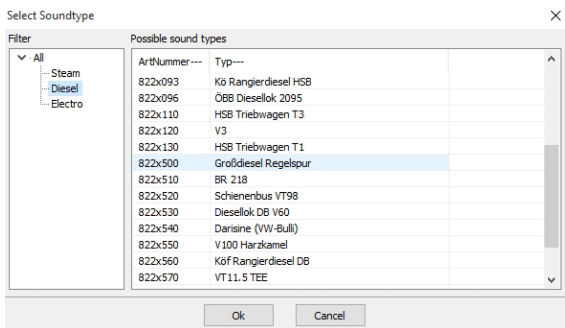 Select Soundtype
Filter
Possible sound types
All
Steam
Diesel
Electro
ArtNummer--- Typ---
822x093 Kö Rangierdiesel HSB
822x096 ÖBB Diesellok 2095
822x110 HSB Triebwagen T3
822x120 V3
822x130 HSB Triebwagen T1
822x500 Großdiesel Regelspur
822x510 BR 218
822x520 Schienenbus VT98
822x530 Diesellok DB V60
822x540 Darisine (VW-Bulli)
822x550 V100 Harzkamel
822x560 Köf Rangierdiesel DB
822x570 VT11.5 TEE
Ok Cancel